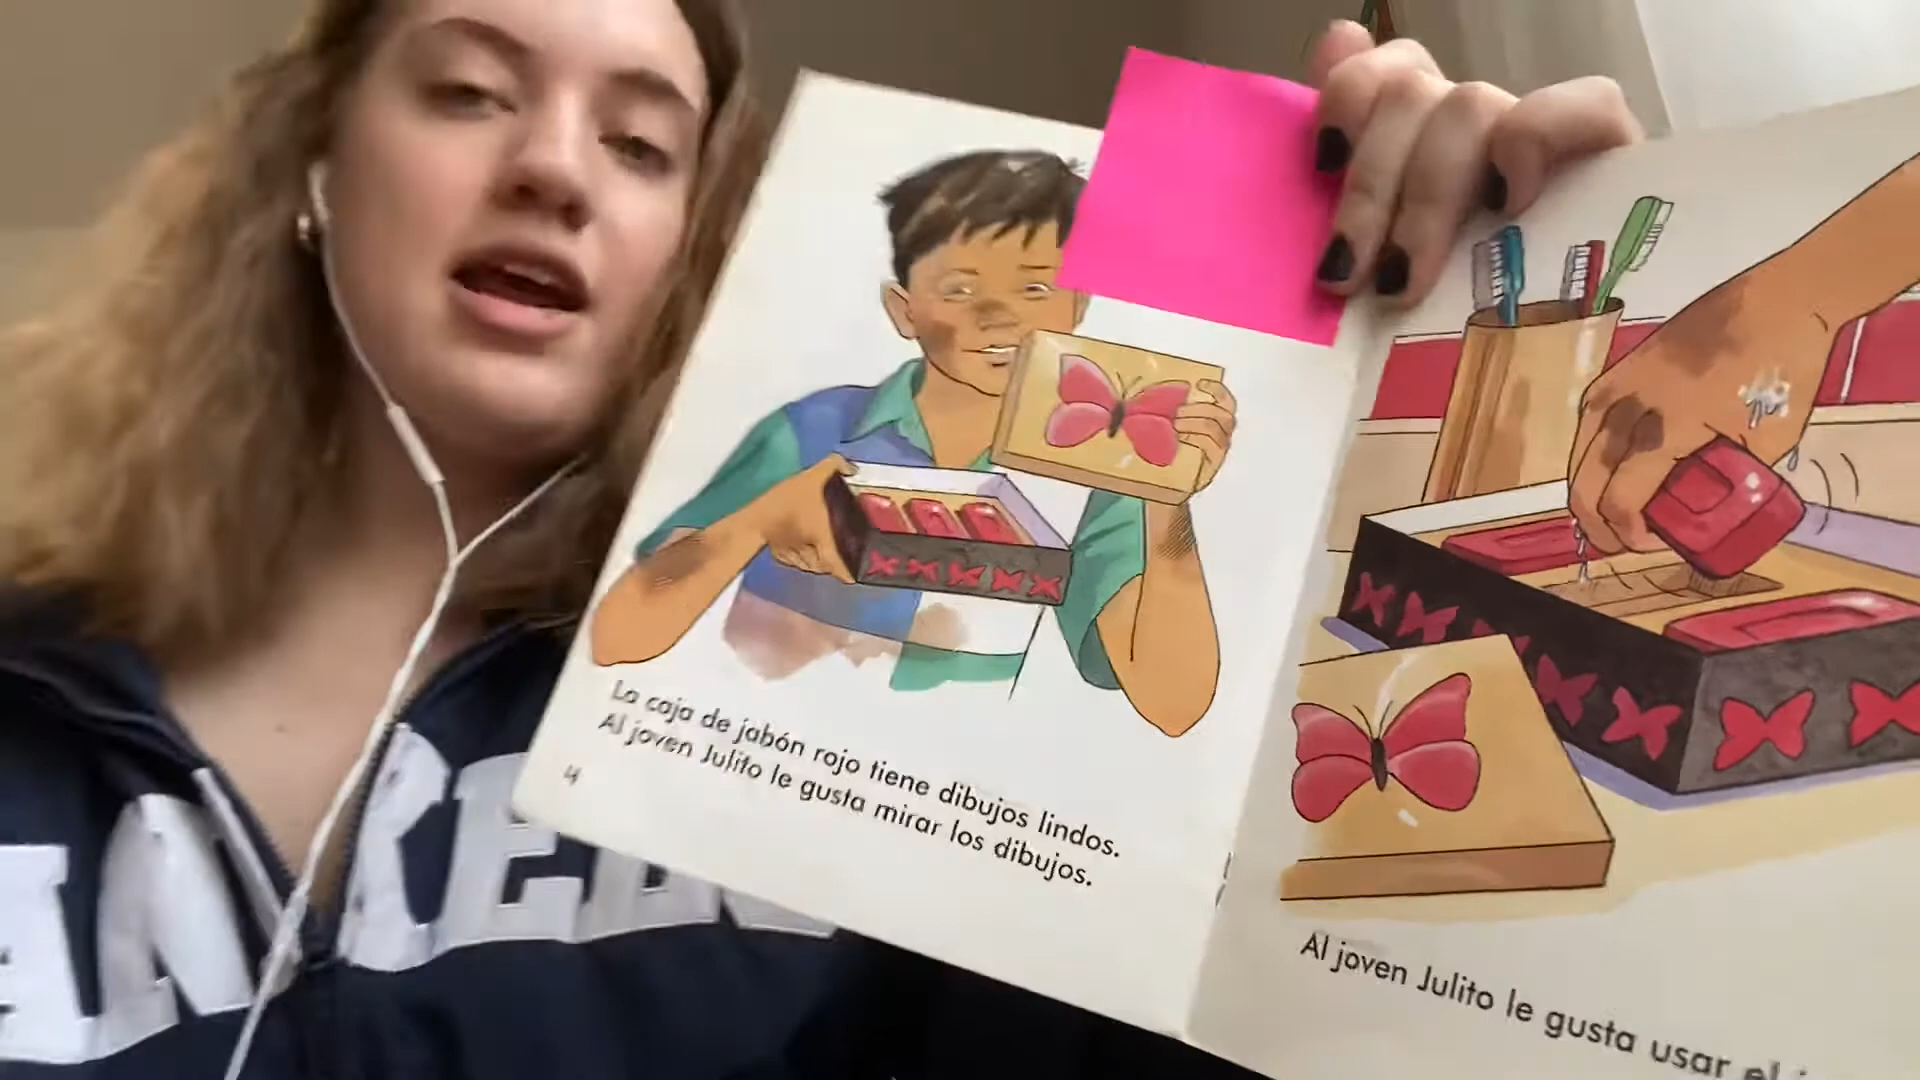 La caja de jabón rojo tiene dibujos lindos.
Al joven Julito le gusta mirar los dibujos.
4
Al joven Julito le gusta usar el